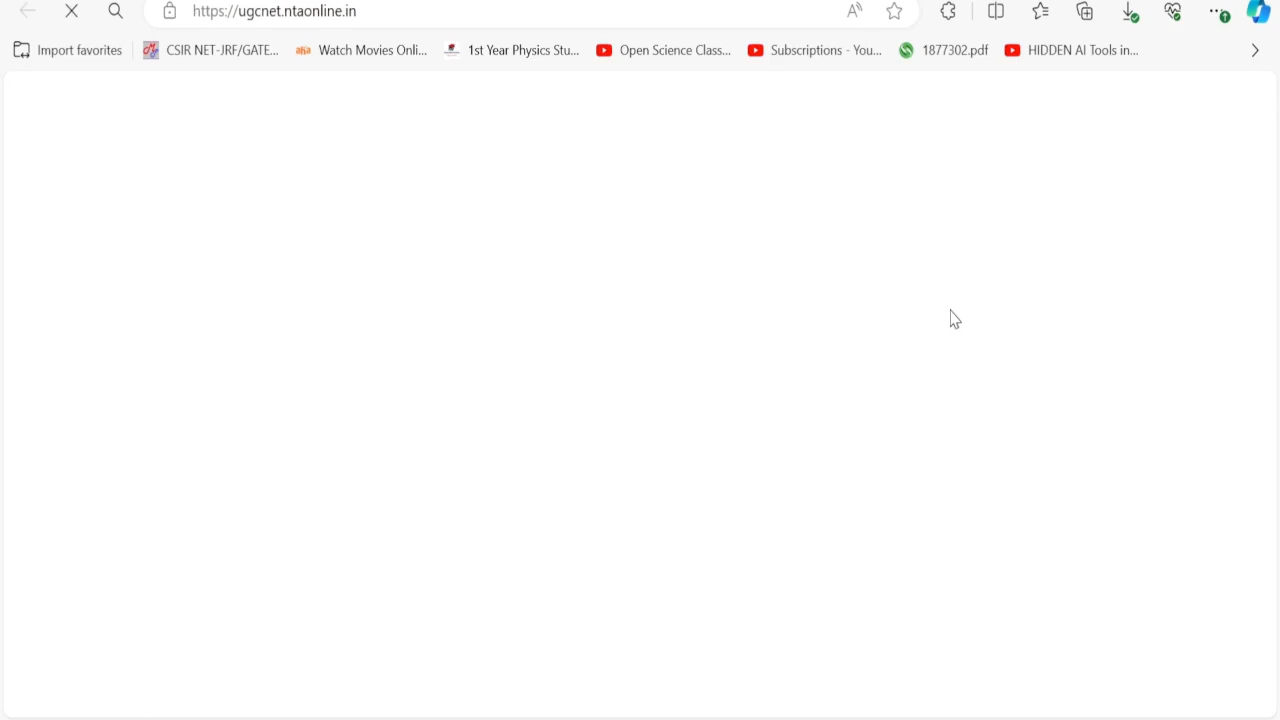 https://ugcnet.ntaonline.in
Import favorites CSIR NET-JRF/GATE... aha Watch Movies Onli... 1st Year Physics Stu... Open Science Class... Subscriptions - You... 1877302.pdf HIDDEN AI Tools in...